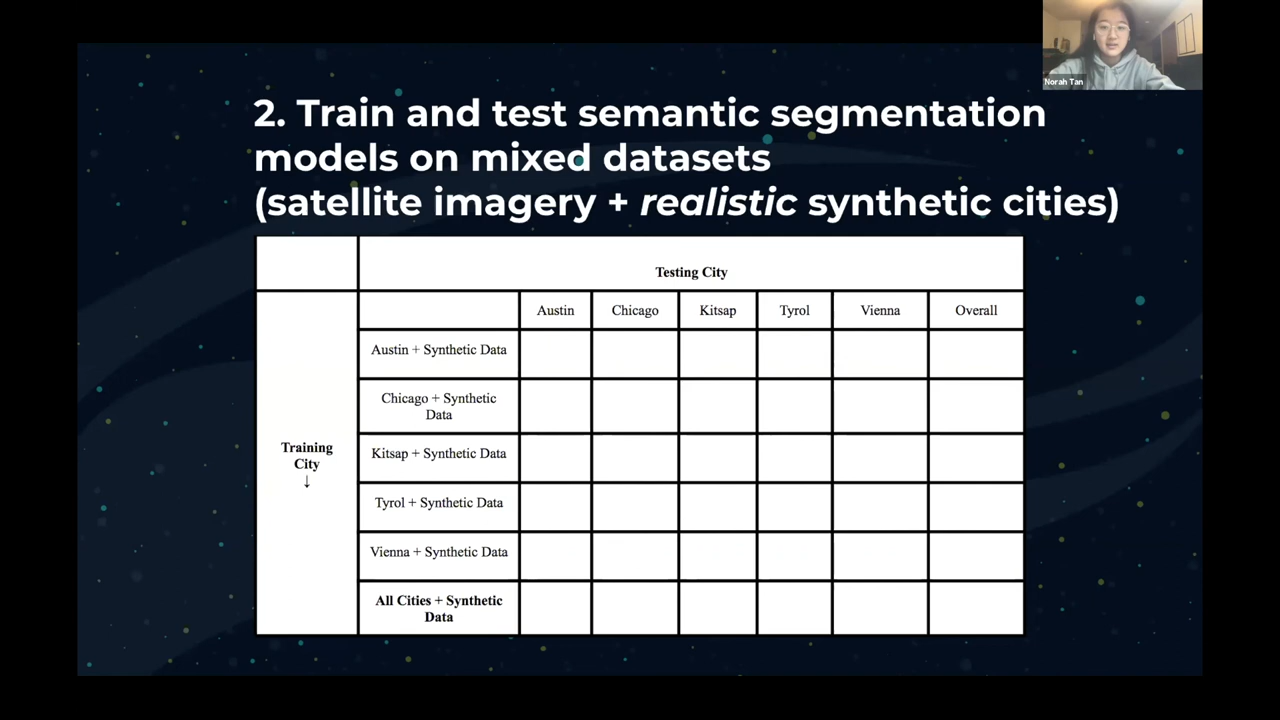 Norah Tan
2. Train and test semantic segmentation
models on mixed datasets
(satellite imagery + realistic synthetic cities)
Testing City
Austin Chicago Kitsap Tyrol Vienna Overall
Training
City
↓
Austin + Synthetic Data
Chicago + Synthetic
Data
Kitsap + Synthetic Data
Tyrol + Synthetic Data
Vienna + Synthetic Data
All Cities + Synthetic
Data